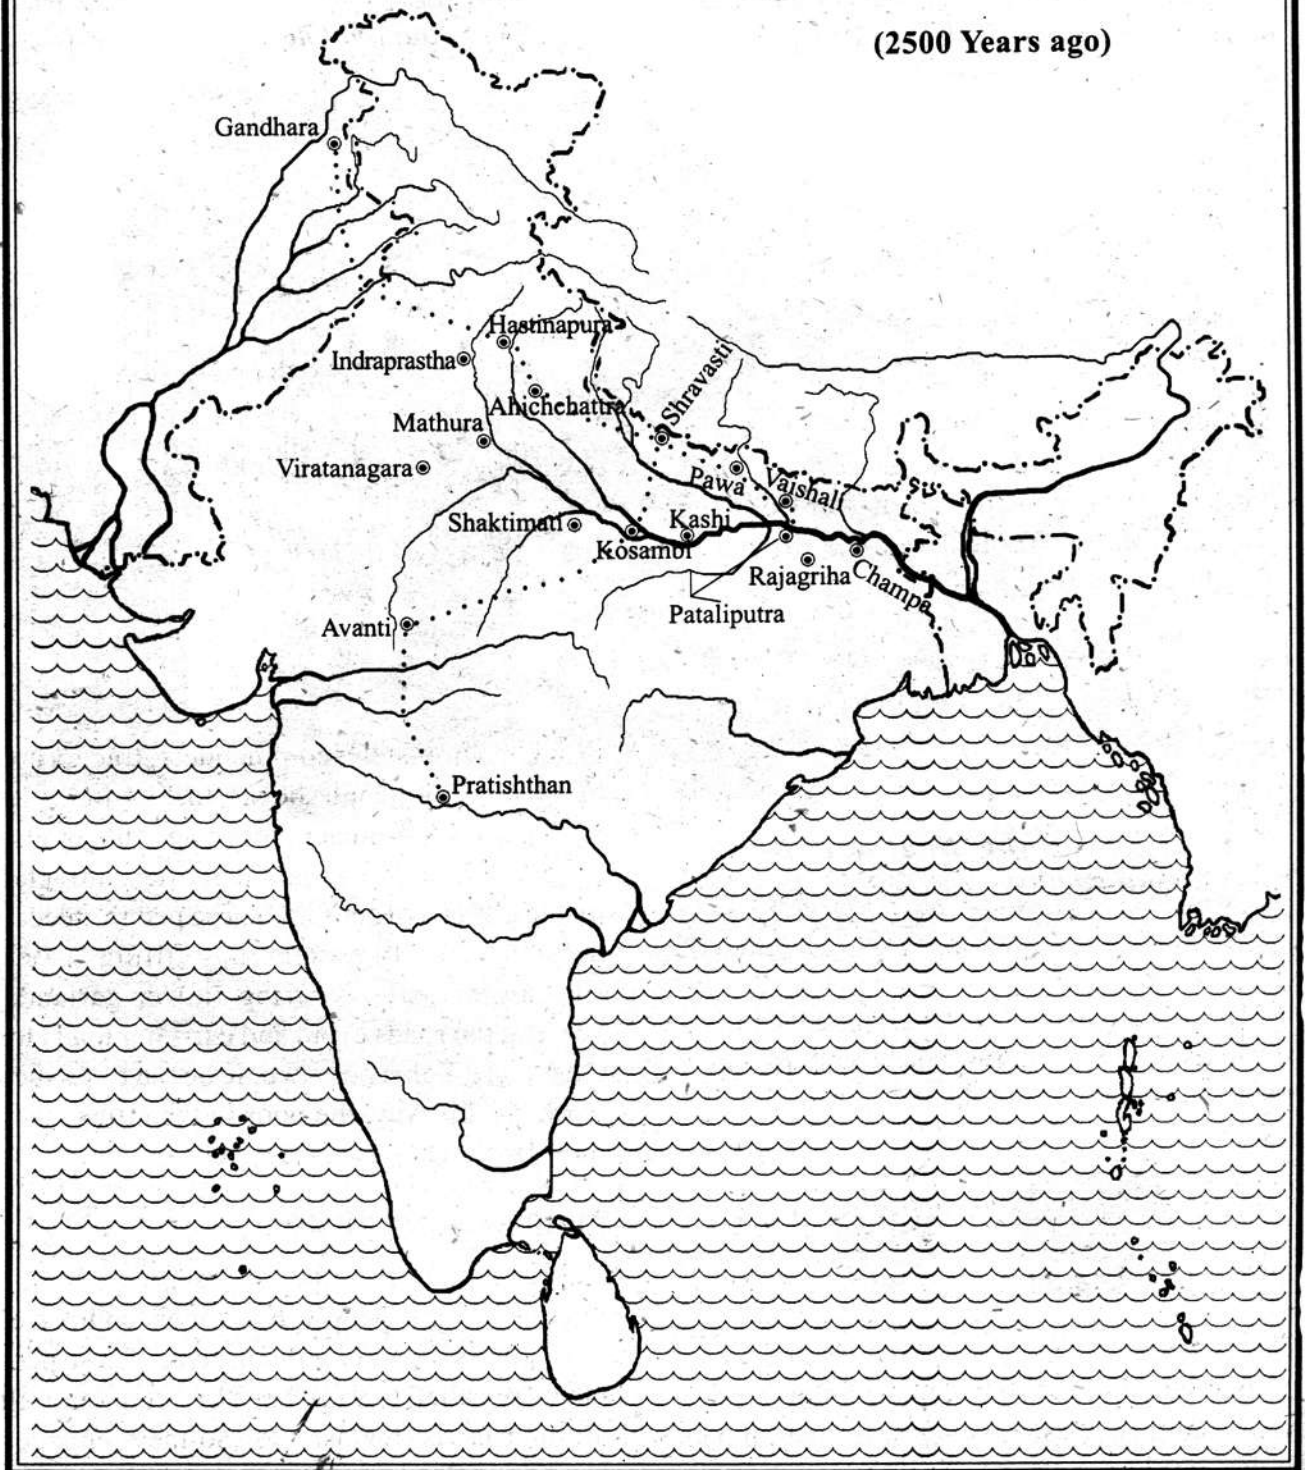 (2500 Years ago)
Gandhara
Hastinapura
Indraprastha
Ahichchattra
Mathura
Shravasti
Viratanagara
Pawa
Vaishali
Shaktimati
Kashi
Kosambi
Rajagriha
Champa
Pataliputra
Avanti
Pratishthan